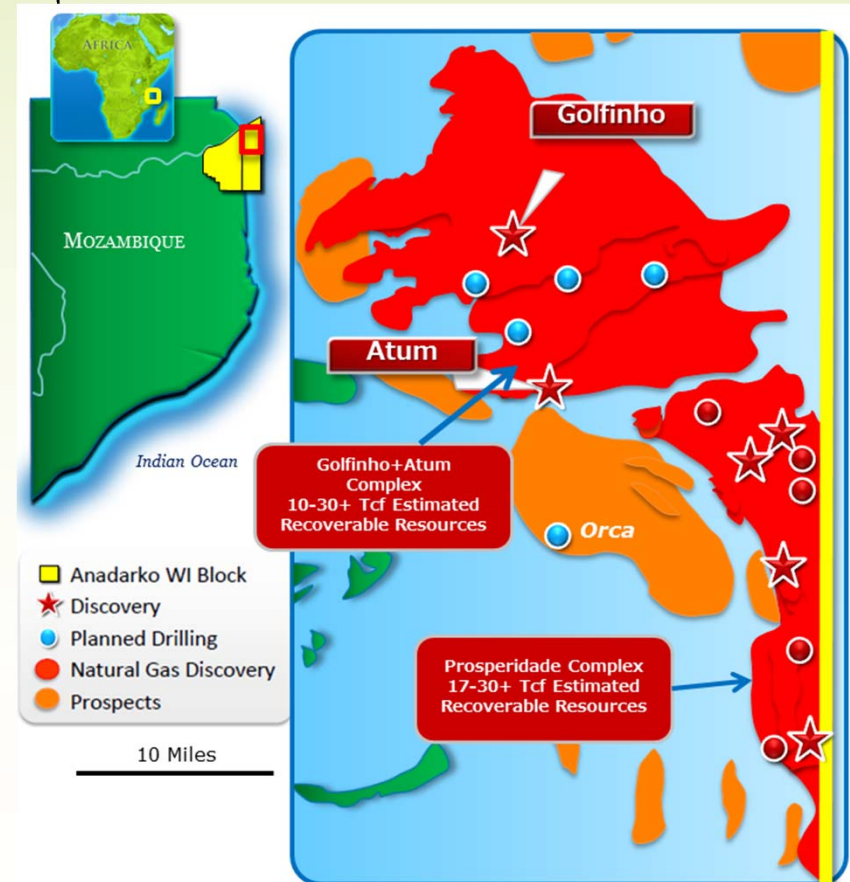 AFRICA
MOZAMBIQUE
Indian Ocean
Golfinho
Atum
Golfinho+Atum
Complex
10-30+ Tcf Estimated
Recoverable Resources
Orca
Prosperidade Complex
17-30+ Tcf Estimated
Recoverable Resources
Anadarko WI Block
Discovery
Planned Drilling
Natural Gas Discovery
Prospects
10 Miles